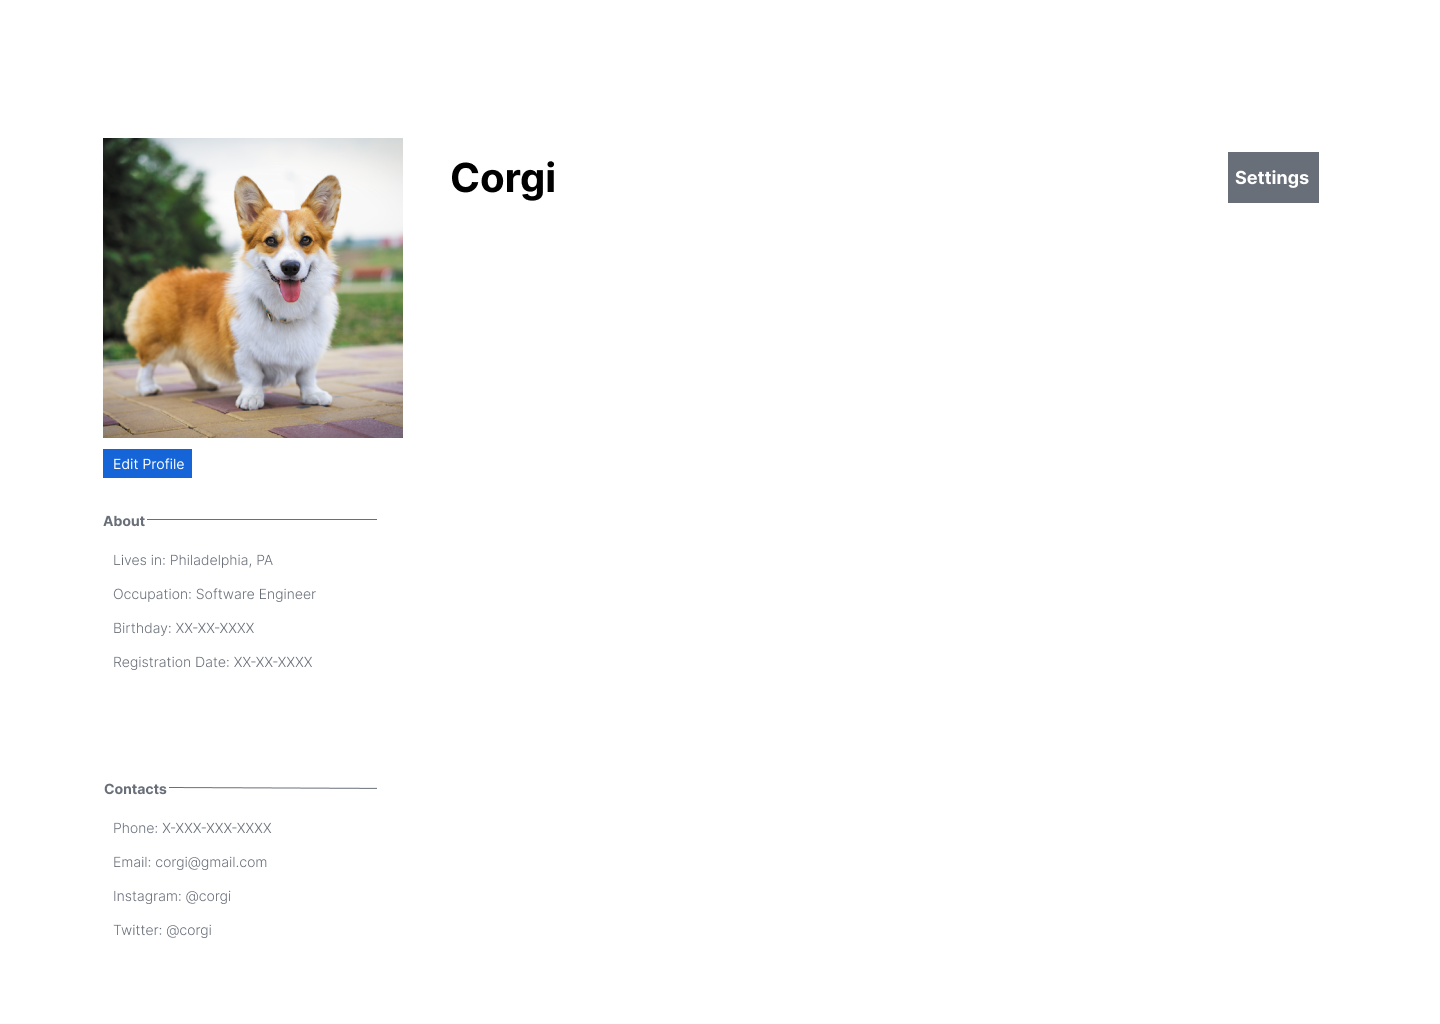 Corgi
Settings
Edit Profile
About
Lives in: Philadelphia, PA
Occupation: Software Engineer
Birthday: XX-XX-XXXX
Registration Date: XX-XX-XXXX
Contacts
Phone: X-XXX-XXX-XXXX
Email: corgi@gmail.com
Instagram: @corgi
Twitter: @corgi